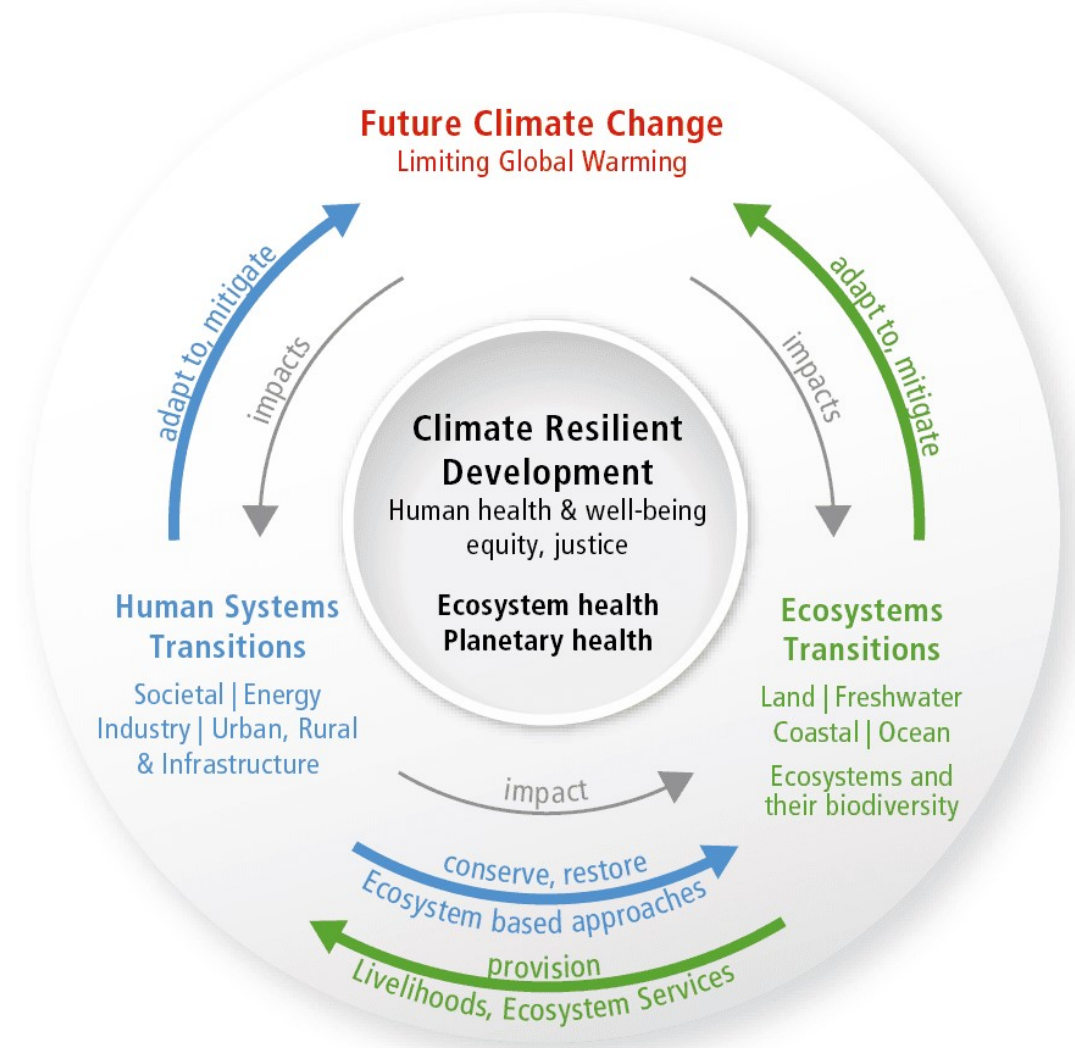 Future Climate Change
Limiting Global Warming
adapt to, mitigate
impacts
impacts
adapt to, mitigate
Climate Resilient
Development
Human health & well-being
equity, justice
Ecosystem health
Planetary health
Human Systems
Transitions
Societal | Energy
Industry | Urban, Rural
& Infrastructure
Ecosystems
Transitions
Land | Freshwater
Coastal | Ocean
Ecosystems and
their biodiversity
impact
conserve, restore
Ecosystem based approaches
provision
Livelihoods, Ecosystem Services